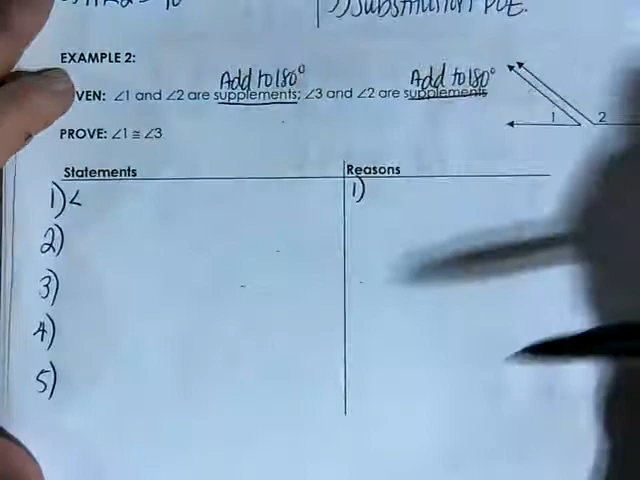 1) Substitution POE.
EXAMPLE 2:
Add to 180° Add to 180°
VEN: ∠1 and ∠2 are supplements; ∠3 and ∠2 are supplements
1 2
PROVE: ∠1 ≅ ∠3
Statements Reasons
1) < 1)
2)
3)
4)
5)